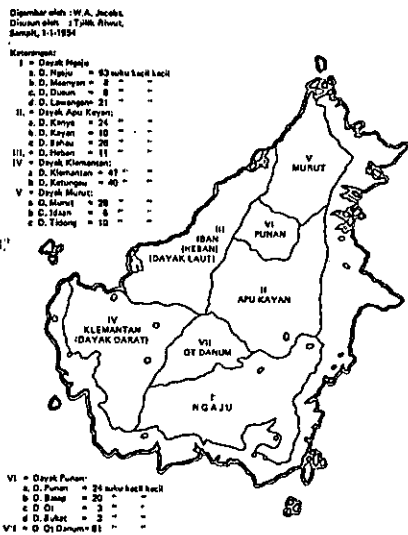 Digambar oleh : W.A. Jacobs.
Disusun oleh : Tjilik Riwut.
Sampit, 1-1-1954
Keterangan:
I = Dayak Ngaju
a. D. Ngaju = 53 suku kecil kecil
b. D. Maanyan = 8 " "
c. D. Dusun = 8 " "
d. D. Lawangan = 21 " "
II. = Dayak Apu Kayan:
a. D. Kenya = 24 " "
b. D. Kayan = 10 " "
c. D. Bahau = 26 " "
III. = D. Heban = 11 " "
IV = Dayak Klemantan:
a. D. Klemantan = 47 " "
b. D. Ketungau = 40 " "
V = Dayak Murut:
a. D. Murut = 28 " "
b. D. Idaan = 6 " "
c. D. Tidong = 10 " "
V
MURUT
VI
PUNAN
III
IBAN
(HEBAN)
(DAYAK LAUT)
II
APU KAYAN
IV
KLEMANTAN
(DAYAK DARAT)
VII
OT DANUM
I
NGAJU
VI = Dayak Punan:
a. D. Punan = 24 suku kecil kecil
b. D. Basap = 20 " "
c. D. Ot = 3 " "
d. D. Bukat = 3 " "
VII = D. Ot Danum = 61 " "